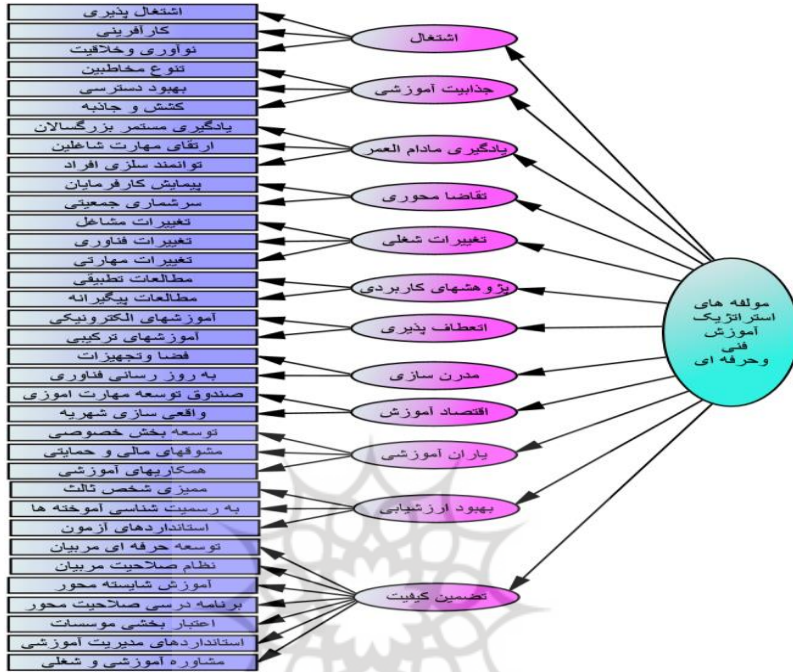 مولفه های
استراتژیک
آموزش
فنی
وحرفه ای
اشتغال
جذابیت آموزشی
یادگیری مادام العمر
تقاضا محوری
تغییرات شغلی
پژوهشهای کاربردی
انعطاف پذیری
مدرن سازی
اقتصاد آموزش
یاران آموزشی
بهبود ارزشیابی
تضمین کیفیت
اشتغال پذیری
کارآفرینی
نوآوری وخلاقیت
تنوع مخاطبین
بهبود دسترسی
کشش و جاذبه
یادگیری مستمر بزرگسالان
ارتقای مهارت شاغلین
توانمند سلزی افراد
پیمایش کارفرمایان
سرشماری جمعیتی
تغییرات مشاغل
تغییرات فناوری
تغییرات مهارتی
مطالعات تطبیقی
مطالعات پیگیرانه
آموزشهای الکترونیکی
آموزشهای ترکیبی
فضا وتجهیزات
به روز رسانی فناوری
صندوق توسعه مهارت اموزی
واقعی سازی شهریه
توسعه بخش خصوصی
مشوقهای مالی و حمایتی
همکاریهای آموزشی
ممیزی شخص ثالث
به رسمیت شناسی آموخته ها
استانداردهای آزمون
توسعه حرفه ای مربیان
نظام صلاحیت مربیان
آموزش شایسته محور
برنامه درسی صلاحیت محور
اعتبار بخشی موسسات
استانداردهای مدیریت آموزشی
مشاوره آموزشی و شغلی